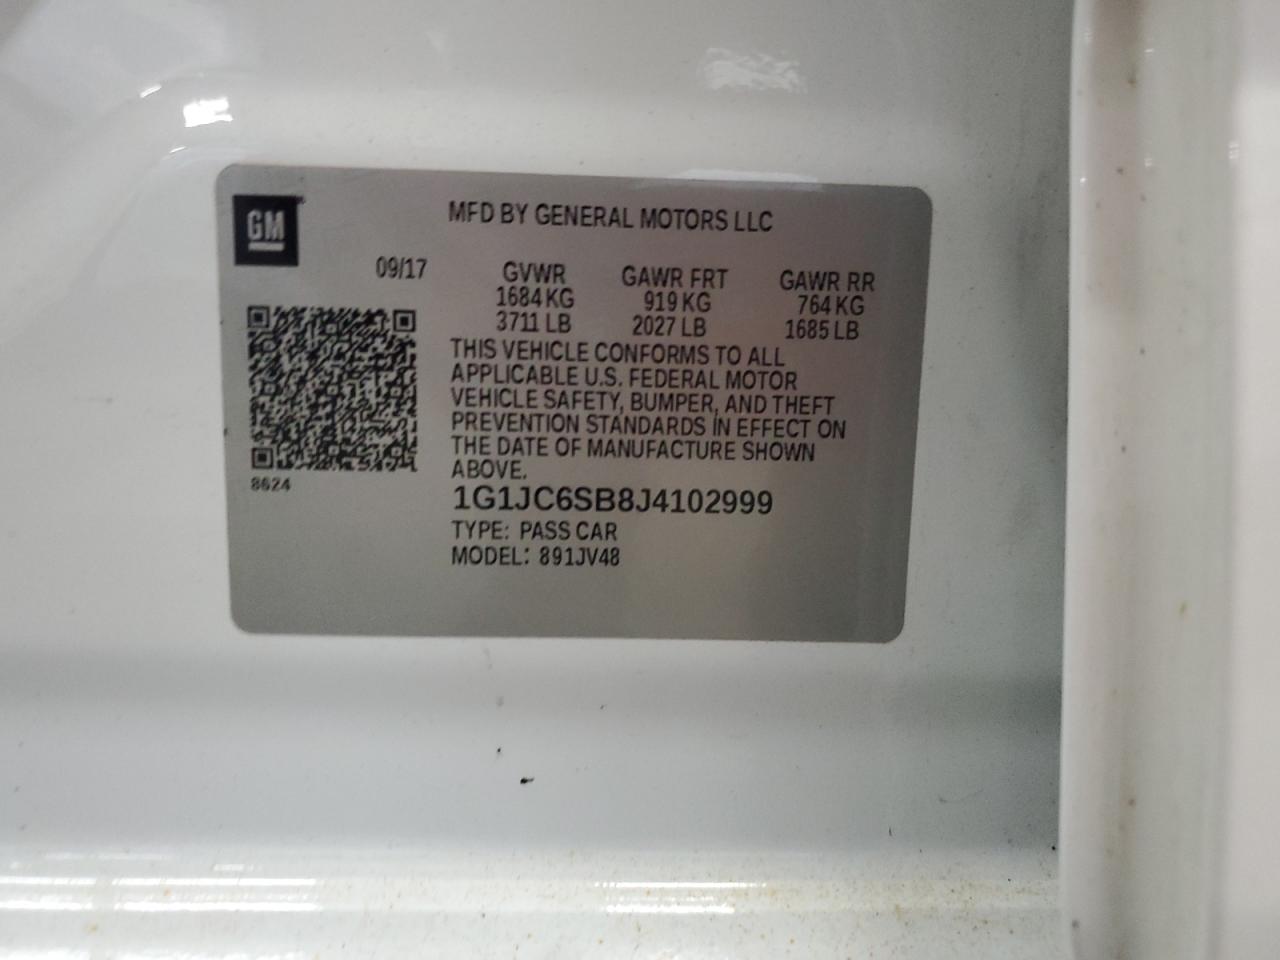 GM
MFD BY GENERAL MOTORS LLC
09/17
GVWR GAWR FRT GAWR RR
1684 KG 919 KG 764 KG
3711 LB 2027 LB 1685 LB
THIS VEHICLE CONFORMS TO ALL
APPLICABLE U.S. FEDERAL MOTOR
VEHICLE SAFETY, BUMPER, AND THEFT
PREVENTION STANDARDS IN EFFECT ON
THE DATE OF MANUFACTURE SHOWN
ABOVE.
8624
1G1JC6SB8J4102999
TYPE: PASS CAR
MODEL: 891JV48